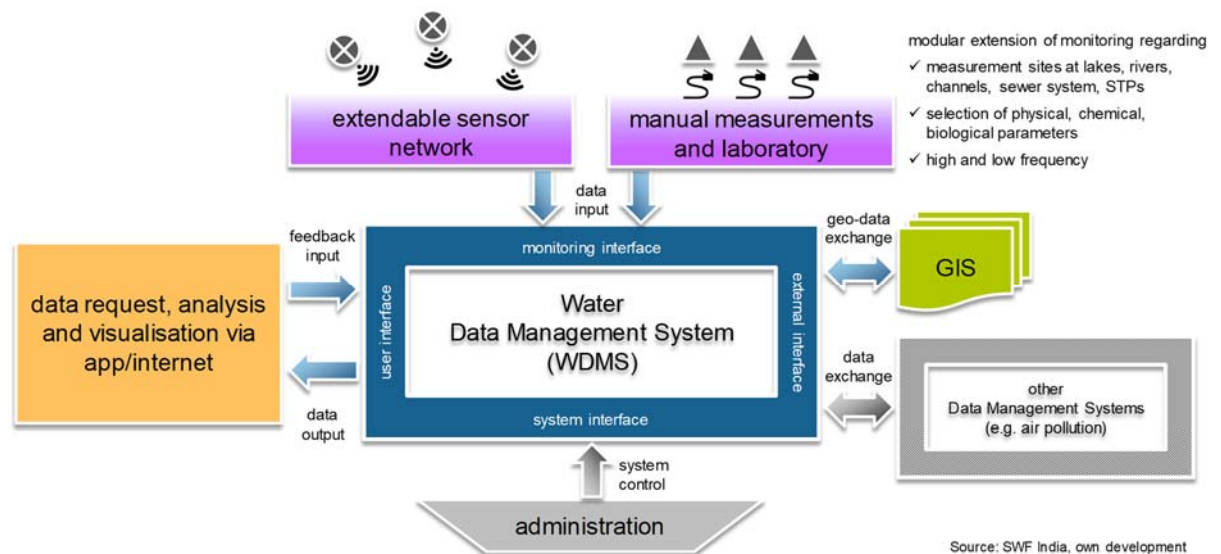 extendable sensor
network
manual measurements
and laboratory
modular extension of monitoring regarding
✓ measurement sites at lakes, rivers,
channels, sewer system, STPs
✓ selection of physical, chemical,
biological parameters
✓ high and low frequency
data
input
feedback
input
monitoring interface
geo-data
exchange
GIS
data request, analysis
and visualisation via
app/internet
user interface
Water
Data Management System
(WDMS)
external interface
data
exchange
other
Data Management Systems
(e.g. air pollution)
data
output
system interface
system
control
administration
Source: SWF India, own development